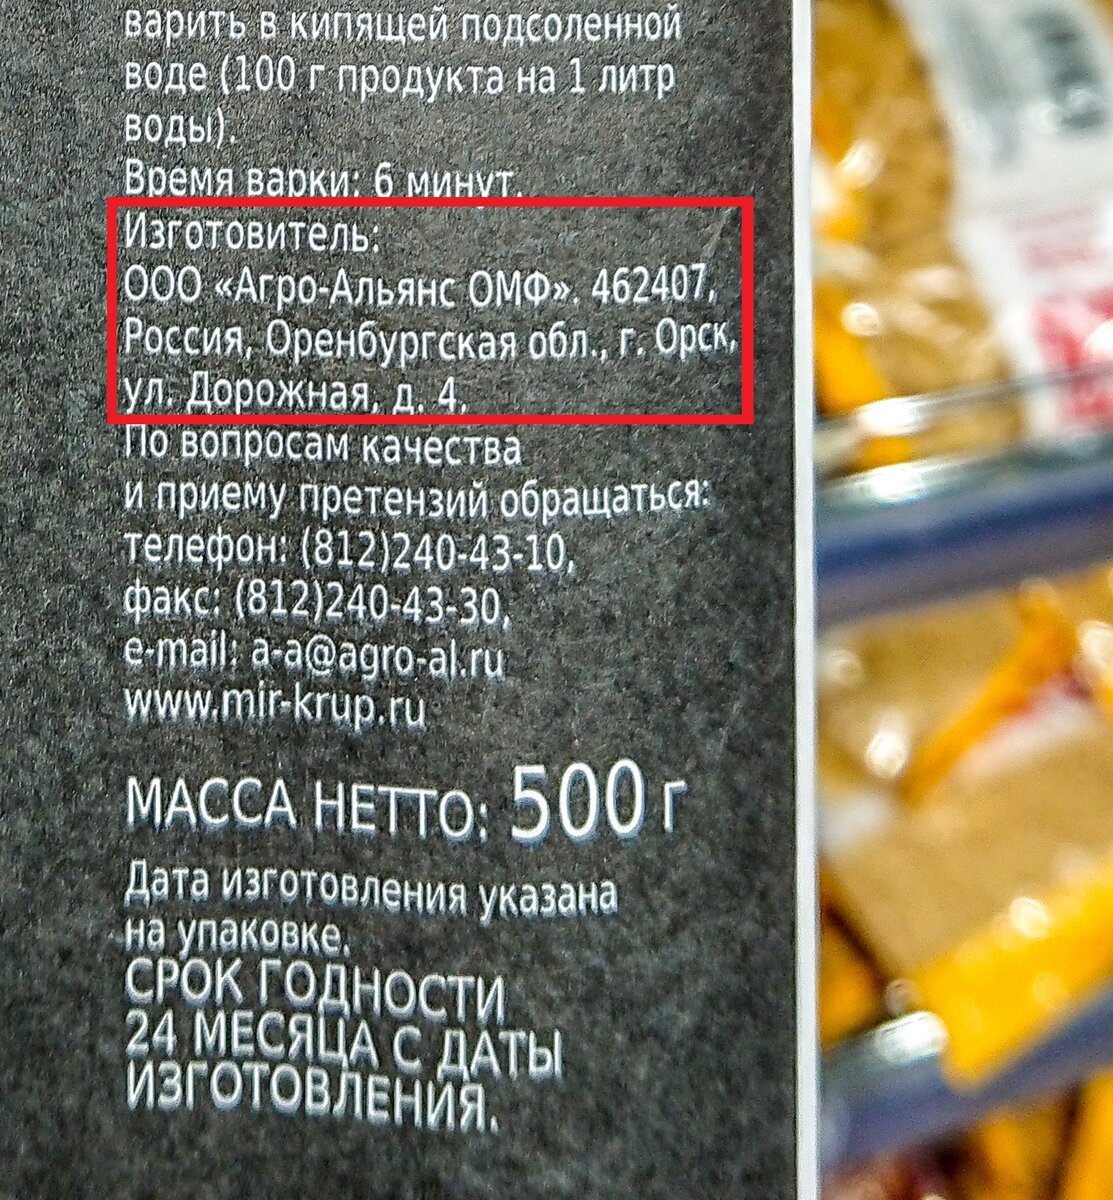 варить в кипящей подсоленной
воде (100 г продукта на 1 литр
воды).
Время варки: 6 минут.
Изготовитель:
ООО «Агро-Альянс ОМФ». 462407,
Россия, Оренбургская обл., г. Орск,
ул. Дорожная, д. 4.
По вопросам качества
и приему претензий обращаться:
телефон: (812)240-43-10,
факс: (812)240-43-30,
e-mail: a-a@agro-al.ru
www.mir-krup.ru
МАССА НЕТТО: 500 г
Дата изготовления указана
на упаковке.
СРОК ГОДНОСТИ
24 МЕСЯЦА С ДАТЫ
ИЗГОТОВЛЕНИЯ.